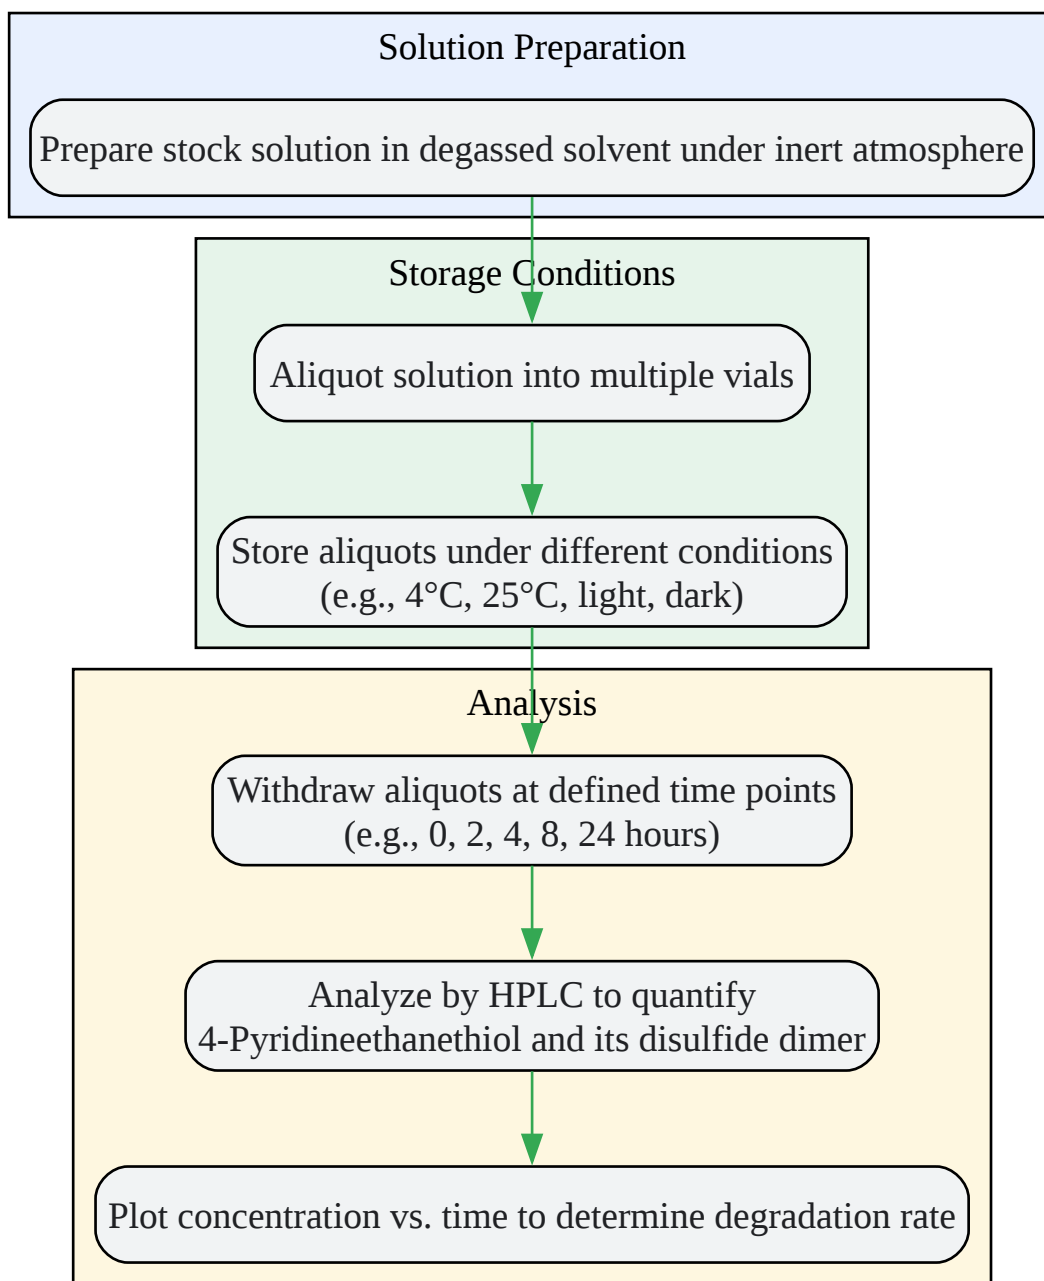 Solution Preparation
Prepare stock solution in degassed solvent under inert atmosphere
Storage Conditions
Aliquot solution into multiple vials
Store aliquots under different conditions
(e.g., 4°C, 25°C, light, dark)
Analysis
Withdraw aliquots at defined time points
(e.g., 0, 2, 4, 8, 24 hours)
Analyze by HPLC to quantify
4-Pyridineethanethiol and its disulfide dimer
Plot concentration vs. time to determine degradation rate